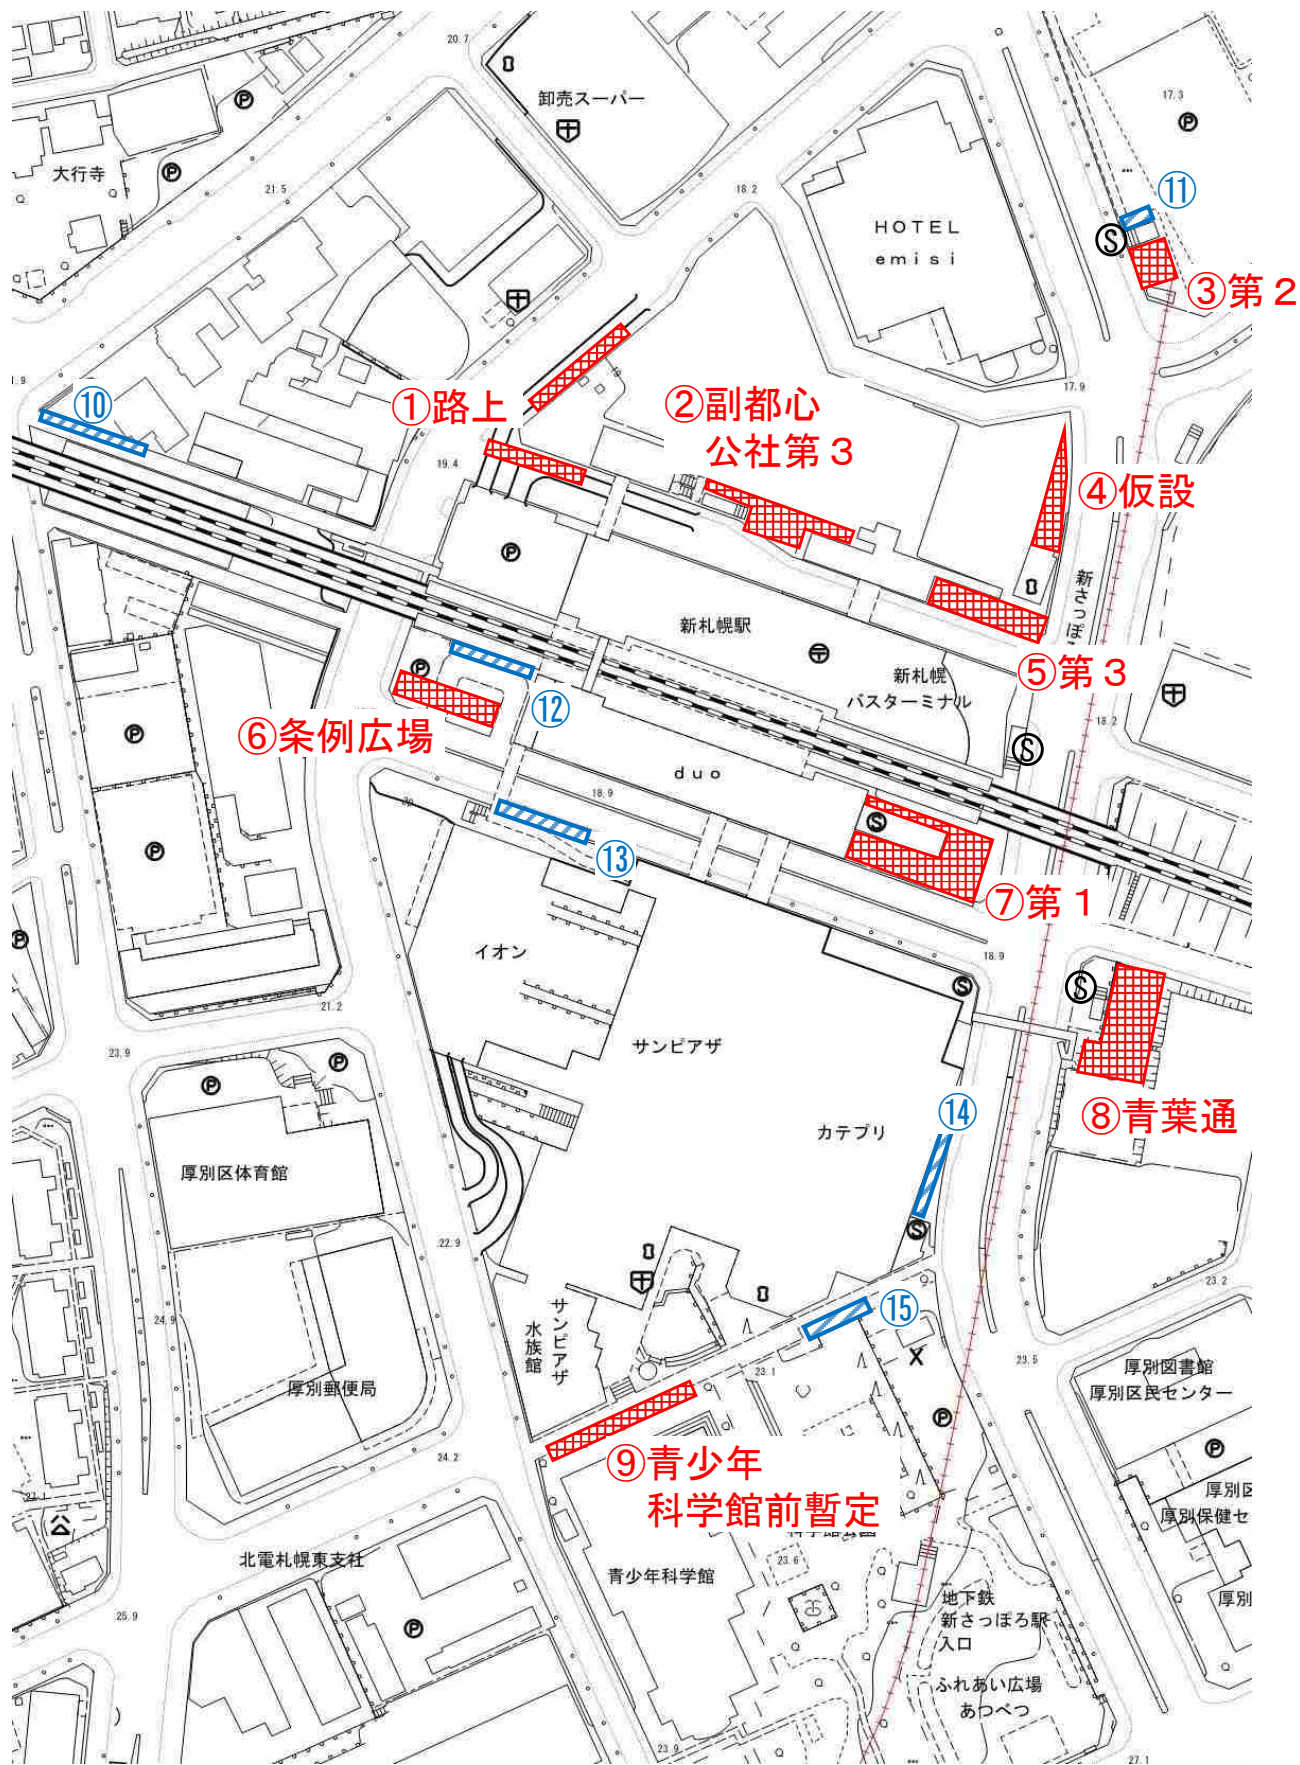 20.7
卸売スーパー
17.3
大行寺
21.5
18.2
⑪
HOTEL
emisi
③第２
17.9
⑩
①路上
②副都心
公社第３
19.4
④仮設
新さっぽろ
新札幌駅
新札幌
バスターミナル
⑤第３
18.2
⑫
⑥条例広場
duo
18.9
⑬
⑦第１
18.9
イオン
21.2
サンピアザ
23.9
⑭
⑧青葉通
カテプリ
厚別区体育館
22.9
23.2
24.9
サンピアザ
水族館
⑮
23.1
23.5
厚別図書館
厚別区民センター
厚別郵便局
24.2
⑨青少年
科学館前暫定
厚別区
厚別保健セ
北電札幌東支社
23.6
青少年科学館
厚別
25.9
地下鉄
新さっぽろ駅
入口
ふれあい広場
あつべつ
23.9
27.1